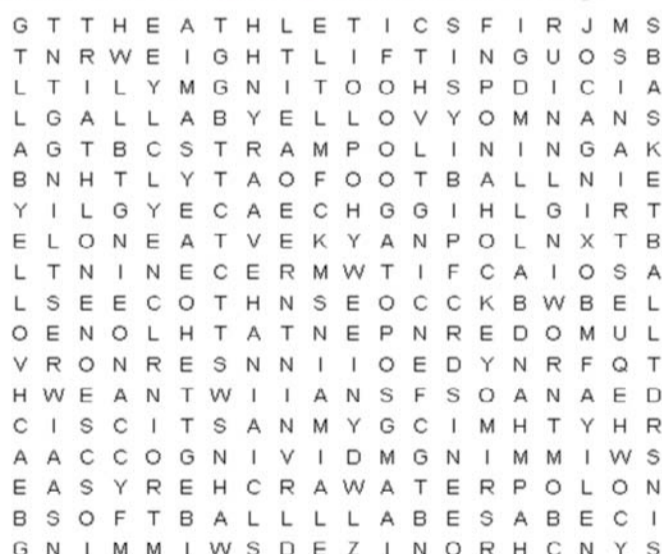 G T T H E A T H L E T I C S F I R J M S
T N R W E I G H T L I F T I N G U O S B
L T I L Y M G N I T O O H S P D I C I A
L G A L L A B Y E L L O V Y O M N A N S
A G T B C S T R A M P O L I N I N G A K
B N H T L Y T A O F O O T B A L L N I E
Y I L G Y E C A E C H G G I H L G I R T
E L O N E A T V E K Y A N P O L N X T B
L T N I N E C E R M W T I F C A I O S A
L S E E C O T H N S E O C C K B W B E L
O E N O L H T A T N E P N R E D O M U L
V R O N R E S N N I I O E D Y N R F Q T
H W E A N T W I I A N S F S O A N A E D
C I S C I T S A N M Y G C I M H T Y H R
A A C C O G N I V I D M G N I M M I W S
E A S Y R E H C R A W A T E R P O L O N
B S O F T B A L L L L A B E S A B E C I
G N I M M I W S D E Z I N O R H C N Y S